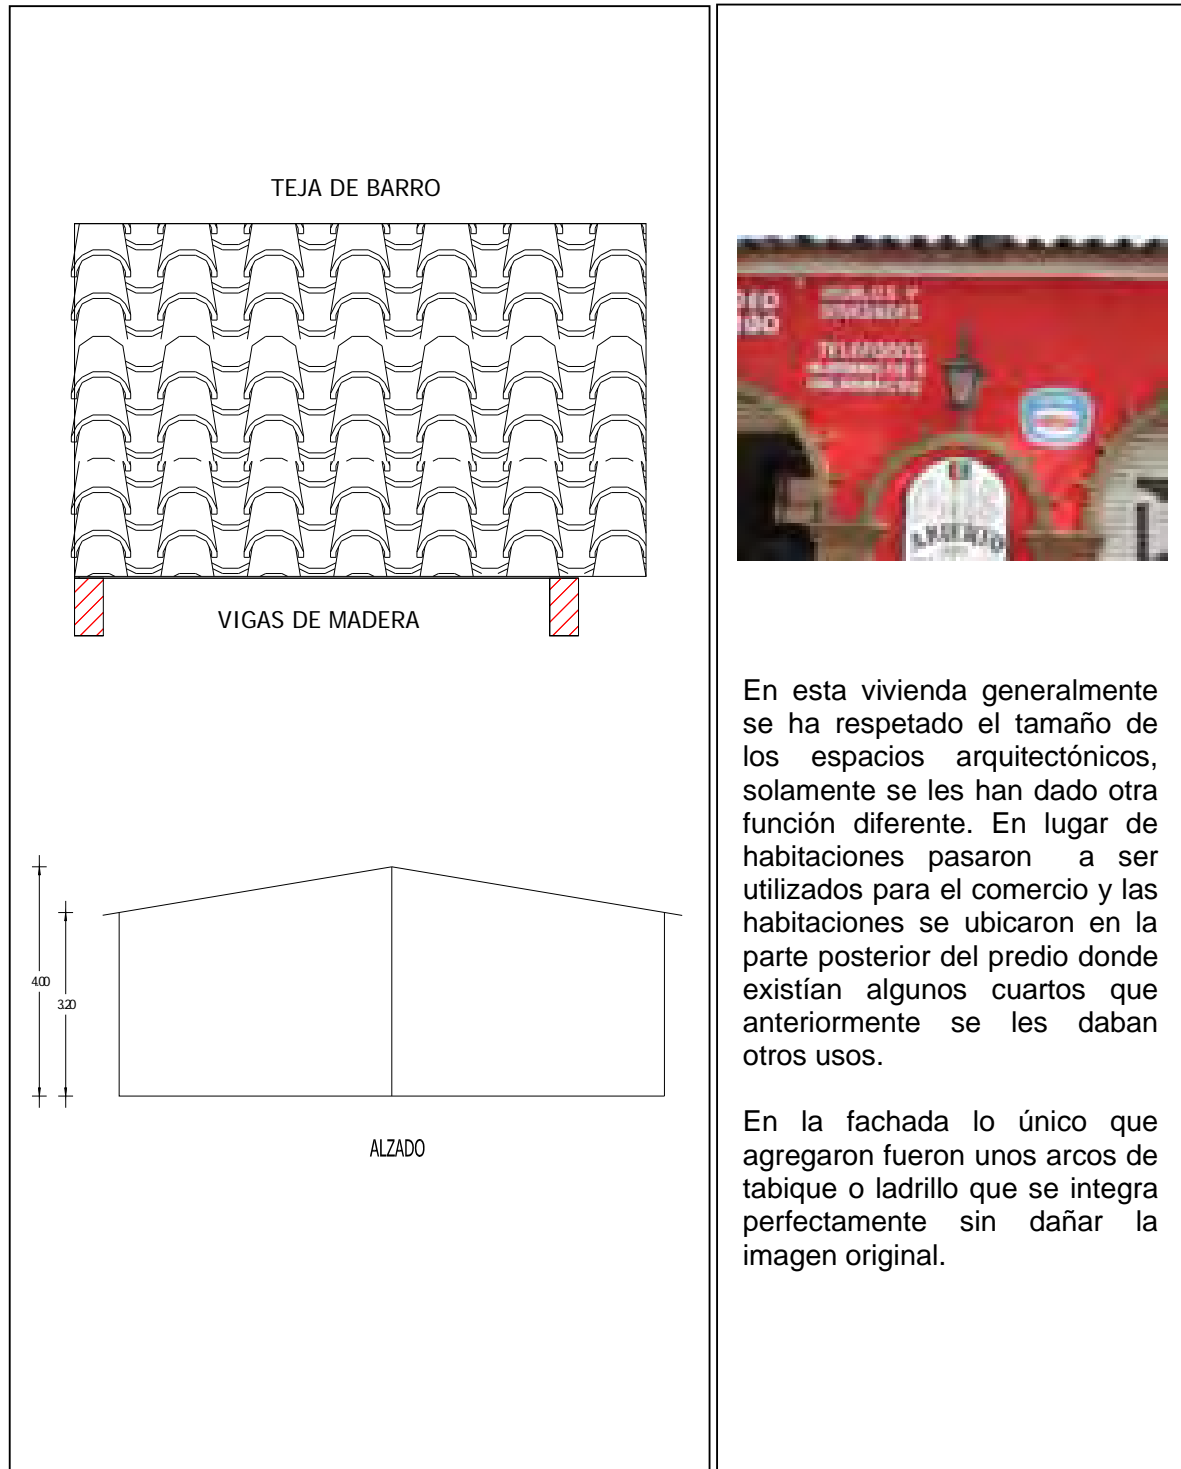 TEJA DE BARRO
VIGAS DE MADERA
4.00
3.20
ALZADO
TELEFONOS
En esta vivienda generalmente
se ha respetado el tamaño de
los espacios arquitectónicos,
solamente se les han dado otra
función diferente. En lugar de
habitaciones pasaron a ser
utilizados para el comercio y las
habitaciones se ubicaron en la
parte posterior del predio donde
existían algunos cuartos que
anteriormente se les daban
otros usos.
En la fachada lo único que
agregaron fueron unos arcos de
tabique o ladrillo que se integra
perfectamente sin dañar la
imagen original.